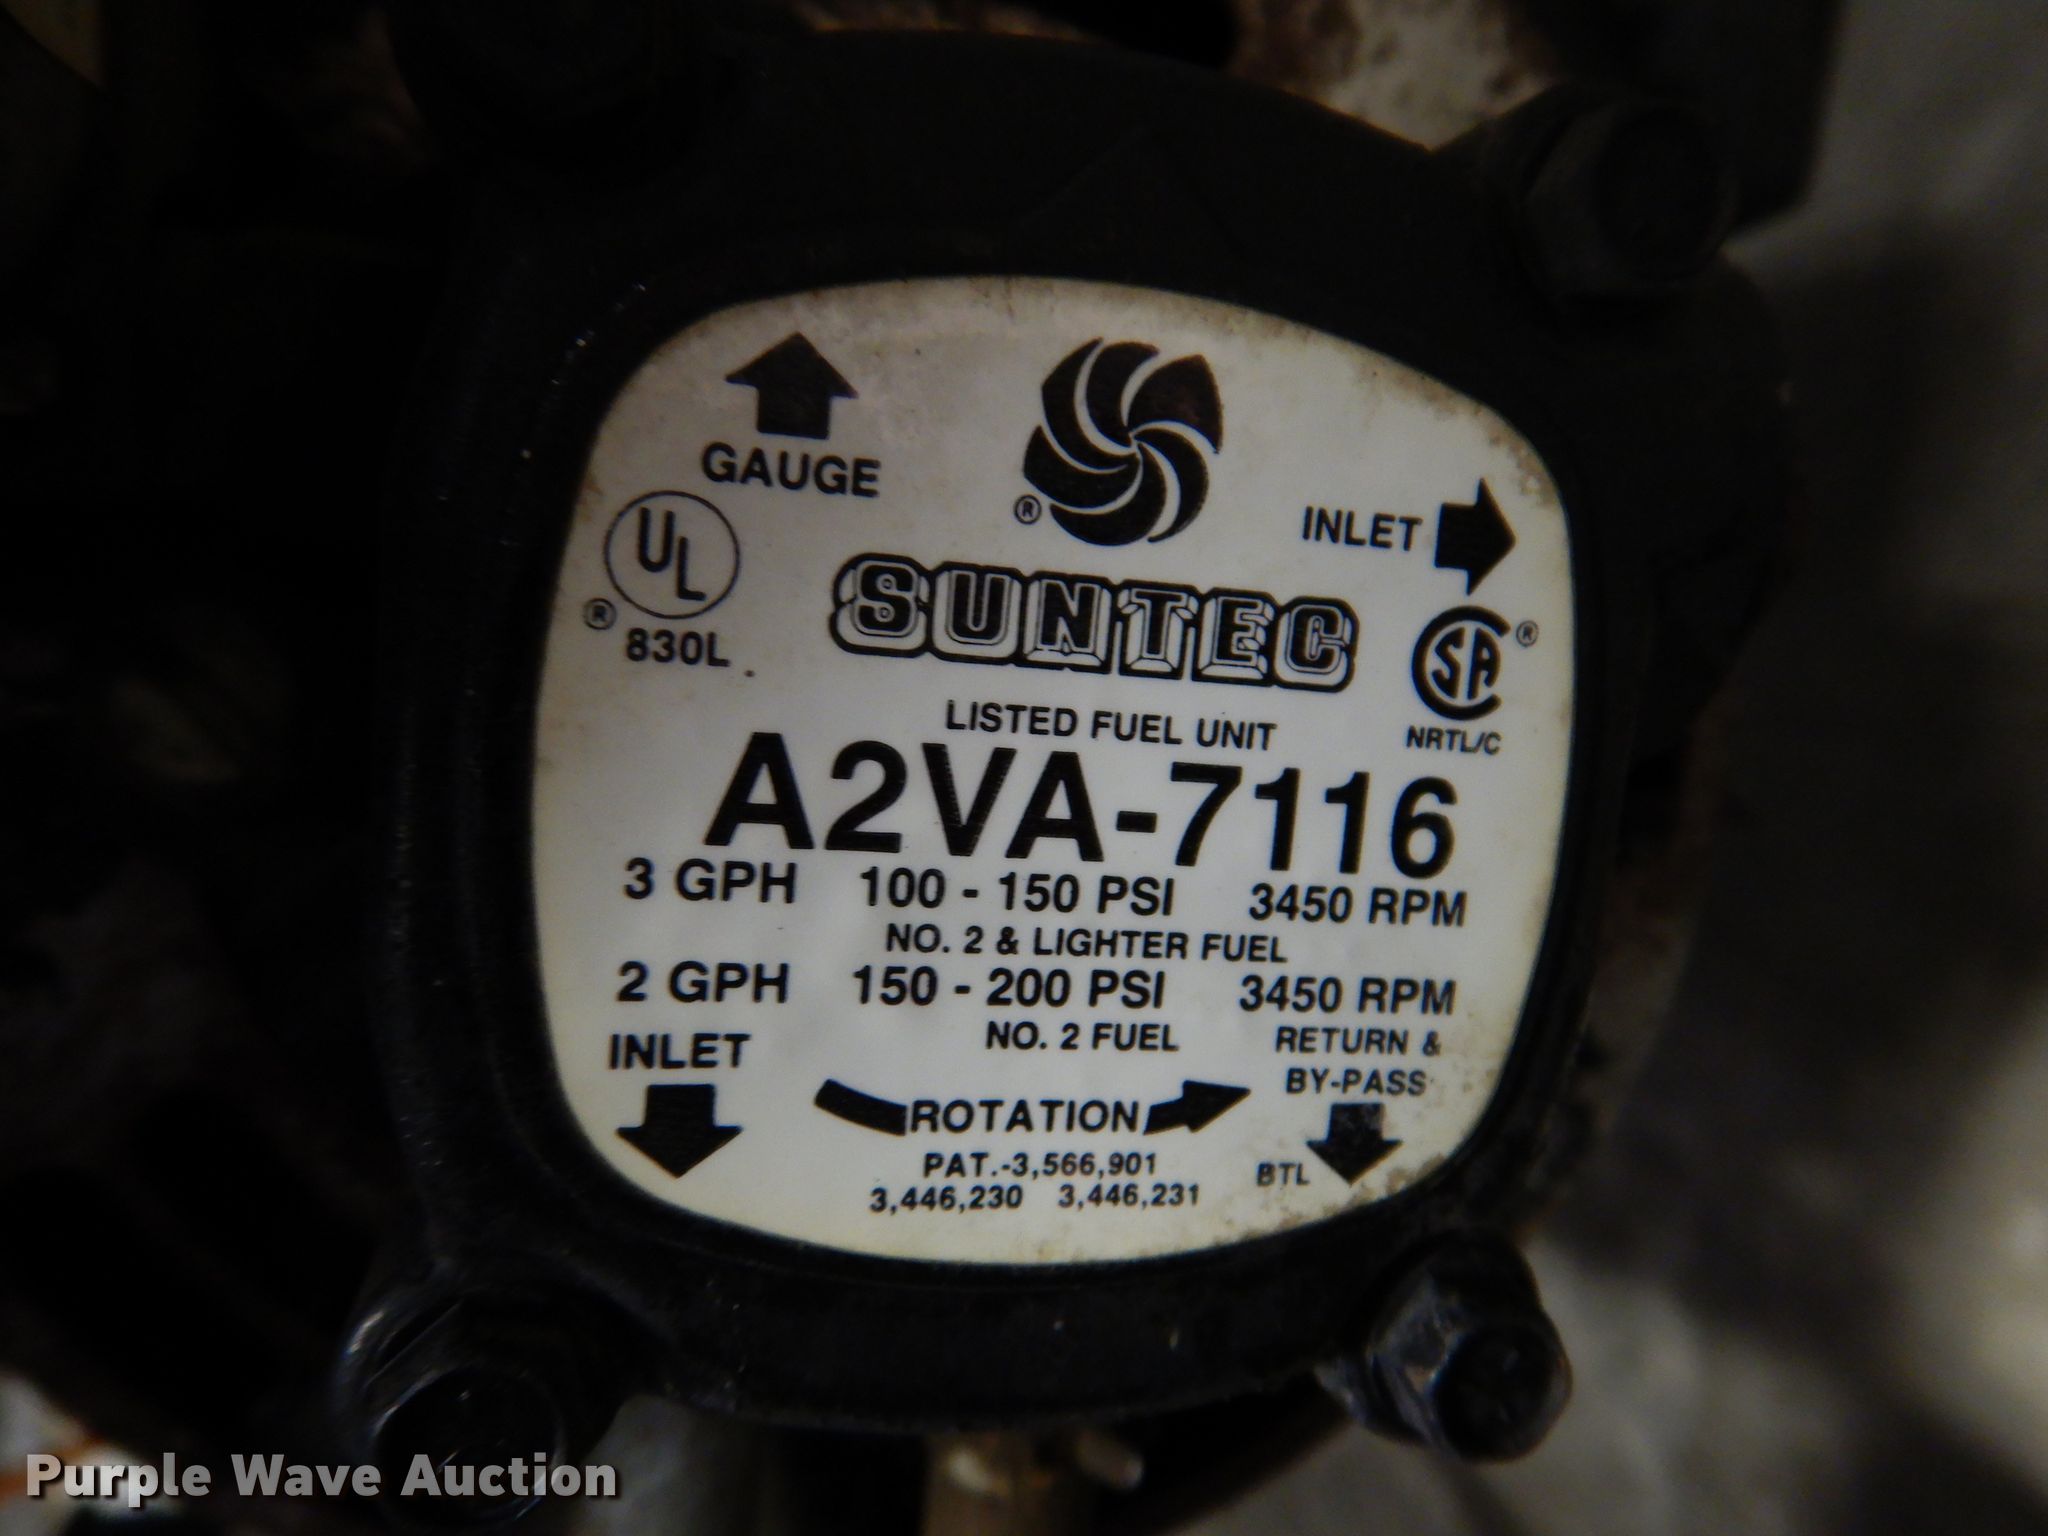 GAUGE
®
INLET
UL
® 830L
SUNTEC
SA ®
NRTL/C
LISTED FUEL UNIT
A2VA-7116
3 GPH 100 - 150 PSI 3450 RPM
NO. 2 & LIGHTER FUEL
2 GPH 150 - 200 PSI 3450 RPM
NO. 2 FUEL
INLET
RETURN &
BY-PASS
ROTATION
PAT.-3,566,901
3,446,230 3,446,231
BTL
Purple Wave Auction